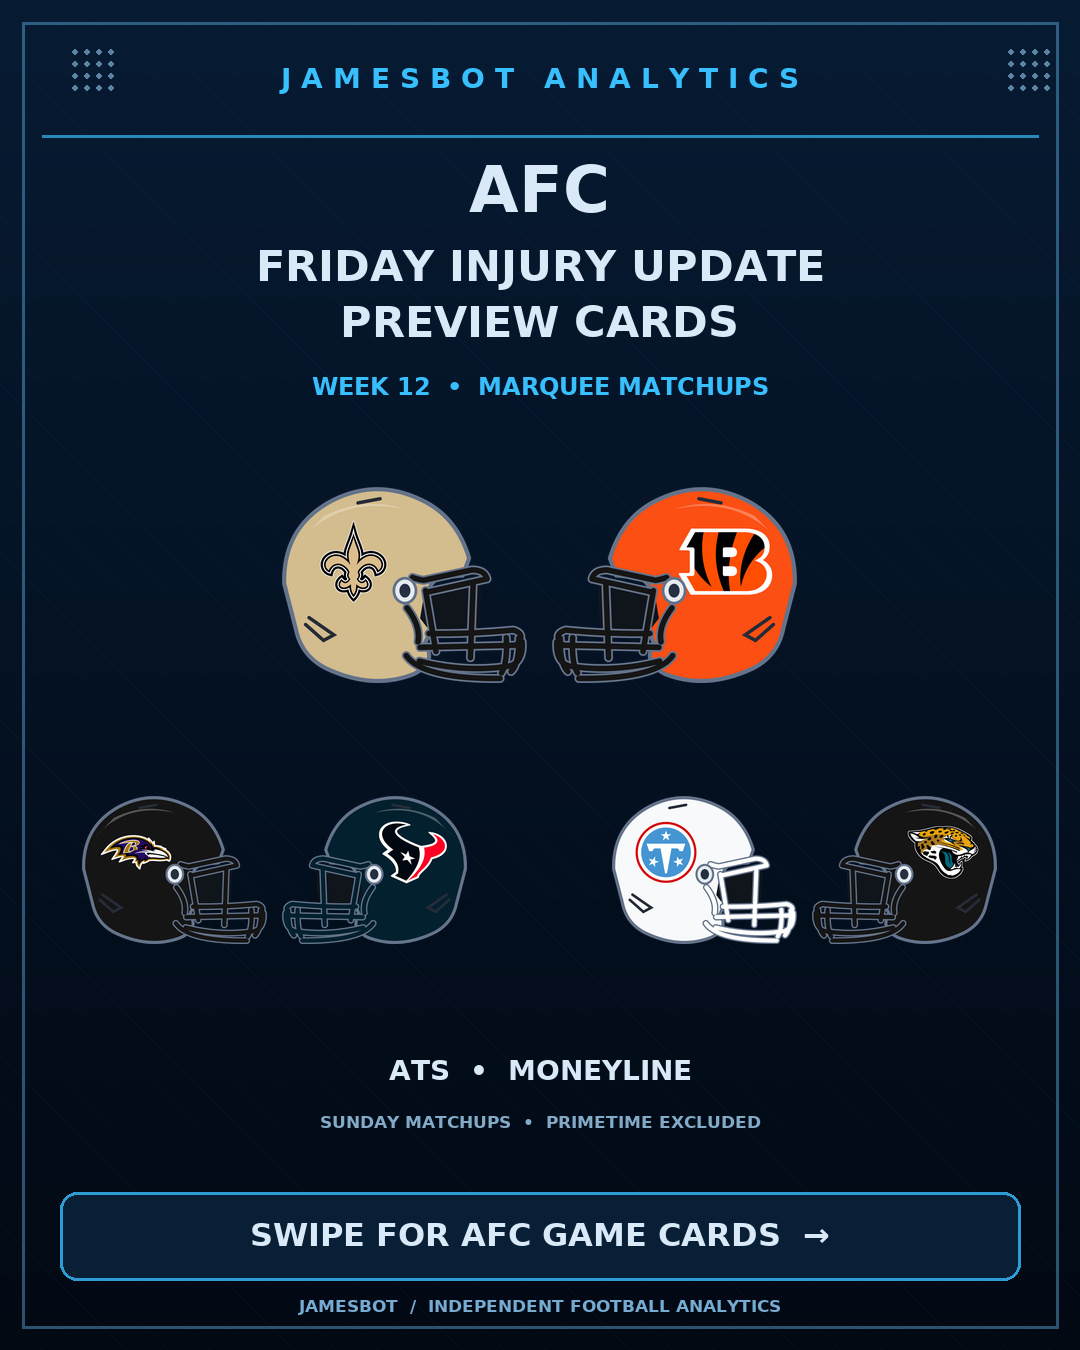 JAMESBOT ANALYTICS
AFC
FRIDAY INJURY UPDATE
PREVIEW CARDS
WEEK 12 • MARQUEE MATCHUPS
B
B
T
ATS • MONEYLINE
SUNDAY MATCHUPS • PRIMETIME EXCLUDED
SWIPE FOR AFC GAME CARDS →
JAMESBOT / INDEPENDENT FOOTBALL ANALYTICS